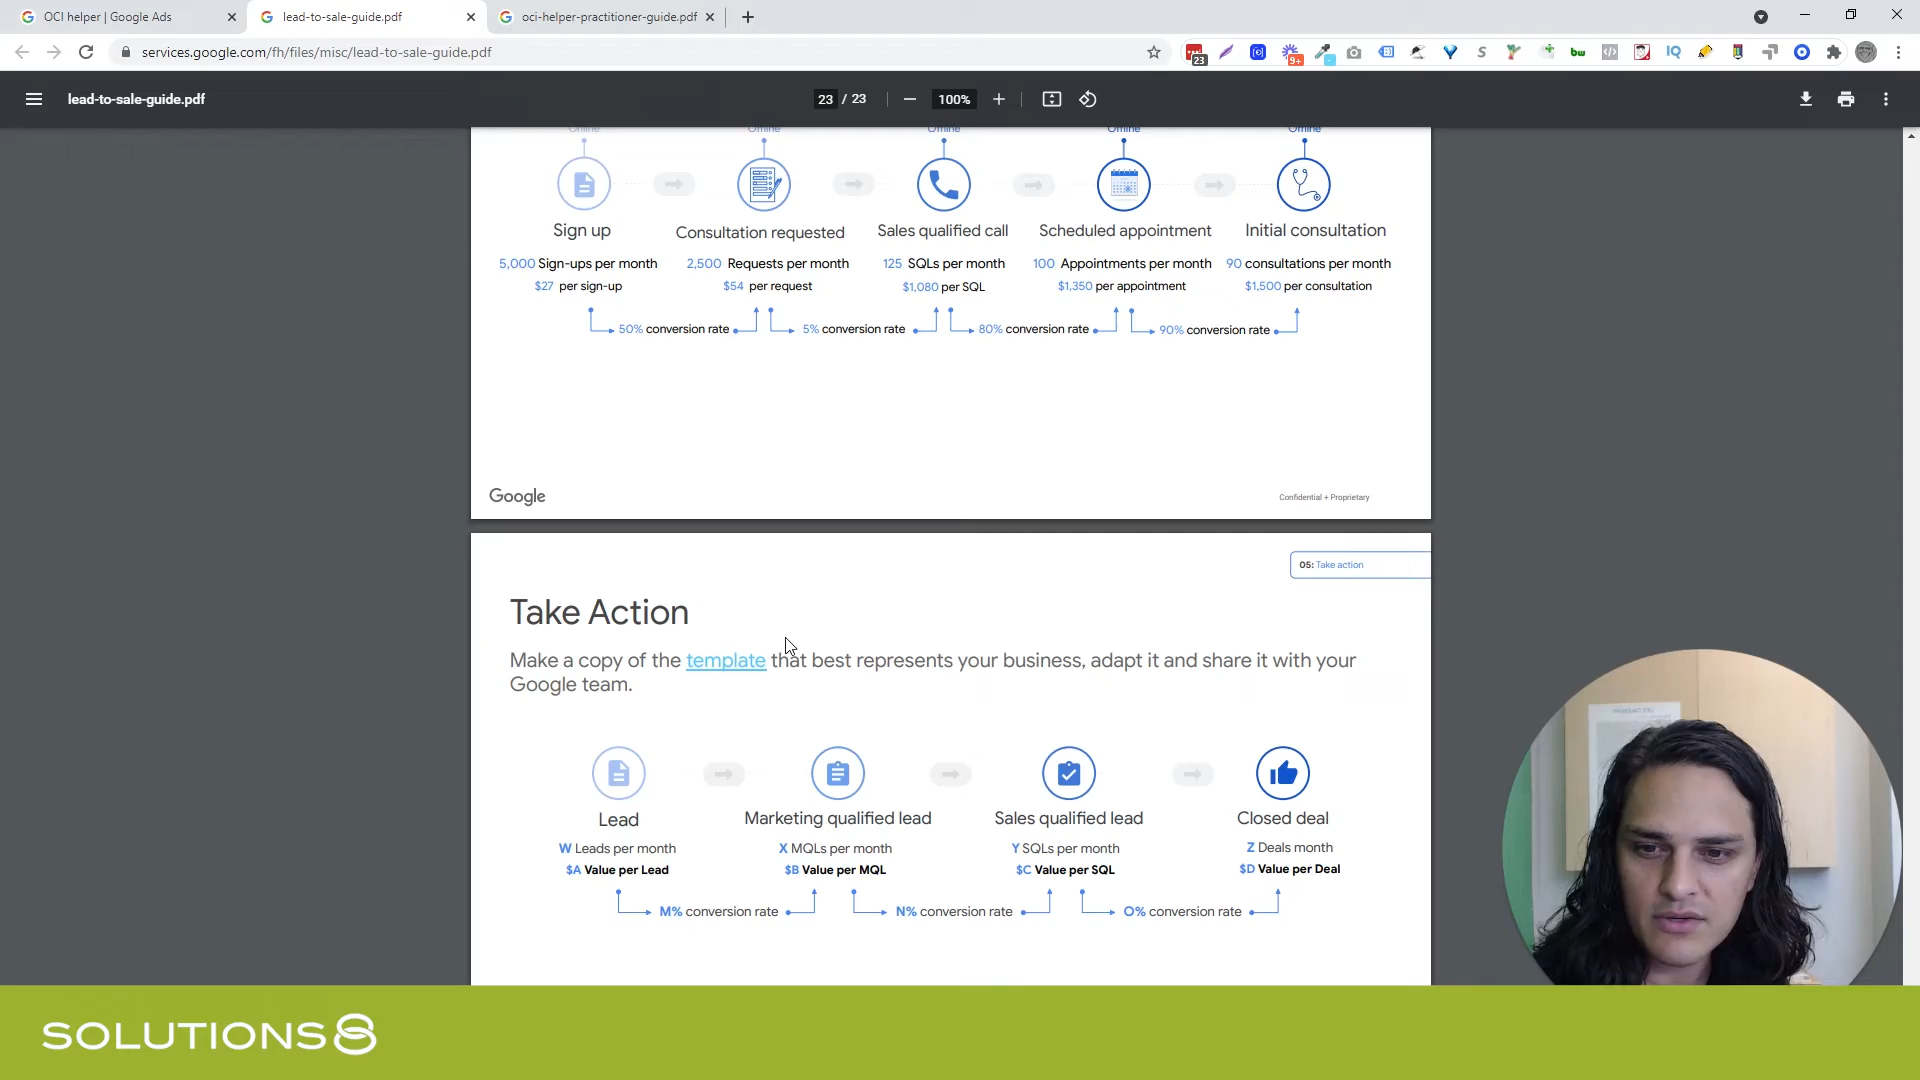 OCI helper | Google Ads
lead-to-sale-guide.pdf
oci-helper-practitioner-guide.pdf
services.google.com/fh/files/misc/lead-to-sale-guide.pdf
23
9+
bw
IQ
lead-to-sale-guide.pdf
23 / 23
100%
Sign up
Consultation requested
Sales qualified call
Scheduled appointment
Initial consultation
5,000 Sign-ups per month
2,500 Requests per month
125 SQLs per month
100 Appointments per month
90 consultations per month
$27 per sign-up
$54 per request
$1,080 per SQL
$1,350 per appointment
$1,500 per consultation
50% conversion rate
5% conversion rate
80% conversion rate
90% conversion rate
Google
Confidential + Proprietary
05: Take action
Take Action
Make a copy of the template that best represents your business, adapt it and share it with your
Google team.
Lead
Marketing qualified lead
Sales qualified lead
Closed deal
W Leads per month
X MQLs per month
Y SQLs per month
Z Deals month
$A Value per Lead
$B Value per MQL
$C Value per SQL
$D Value per Deal
M% conversion rate
N% conversion rate
O% conversion rate
SOLUTIONS8